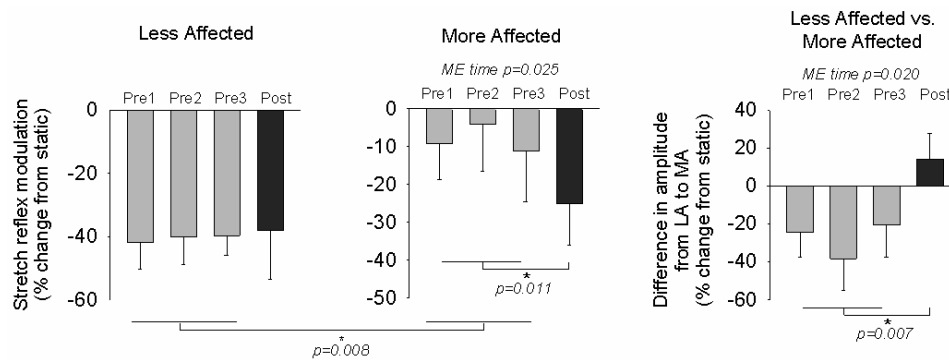 Less Affected
Pre1 Pre2 Pre3 Post
Stretch reflex modulation
(% change from static)
0
-20
-40
-60
More Affected
ME time p=0.025
Pre1 Pre2 Pre3 Post
0
-10
-20
-30
-40
-50
*
p=0.011
*
p=0.008
Less Affected vs.
More Affected
ME time p=0.020
Pre1 Pre2 Pre3 Post
Difference in amplitude
from LA to MA
(% change from static)
40
20
0
-20
-40
-60
*
p=0.007